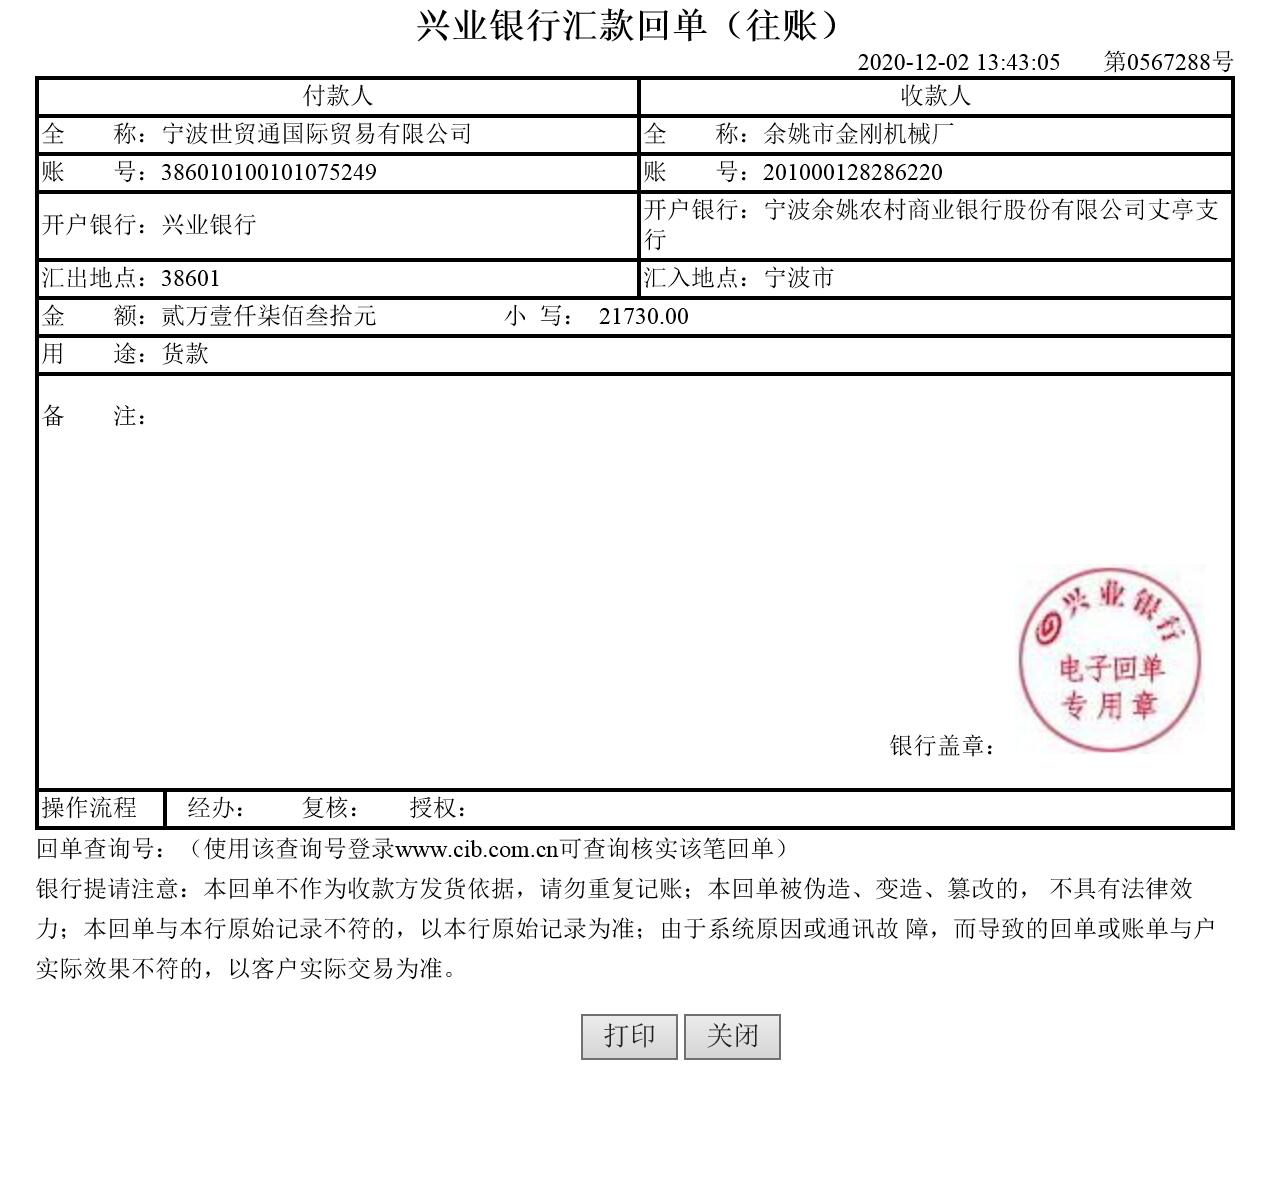 兴业银行汇款回单（往账）
2020-12-02 13:43:05 第0567288号
付款人 收款人
全 称：宁波世贸通国际贸易有限公司 全 称：余姚市金刚机械厂
账 号：386010100101075249 账 号：201000128286220
开户银行：兴业银行 开户银行：宁波余姚农村商业银行股份有限公司丈亭支
行
汇出地点：38601 汇入地点：宁波市
金 额：贰万壹仟柒佰叁拾元 小 写： 21730.00
用 途：货款
备 注：
兴业银行
电子回单
专用章
银行盖章：
操作流程 经办： 复核： 授权：
回单查询号：（使用该查询号登录www.cib.com.cn可查询核实该笔回单）
银行提请注意：本回单不作为收款方发货依据，请勿重复记账；本回单被伪造、变造、篡改的， 不具有法律效
力；本回单与本行原始记录不符的，以本行原始记录为准；由于系统原因或通讯故 障，而导致的回单或账单与户
实际效果不符的，以客户实际交易为准。
打印 关闭